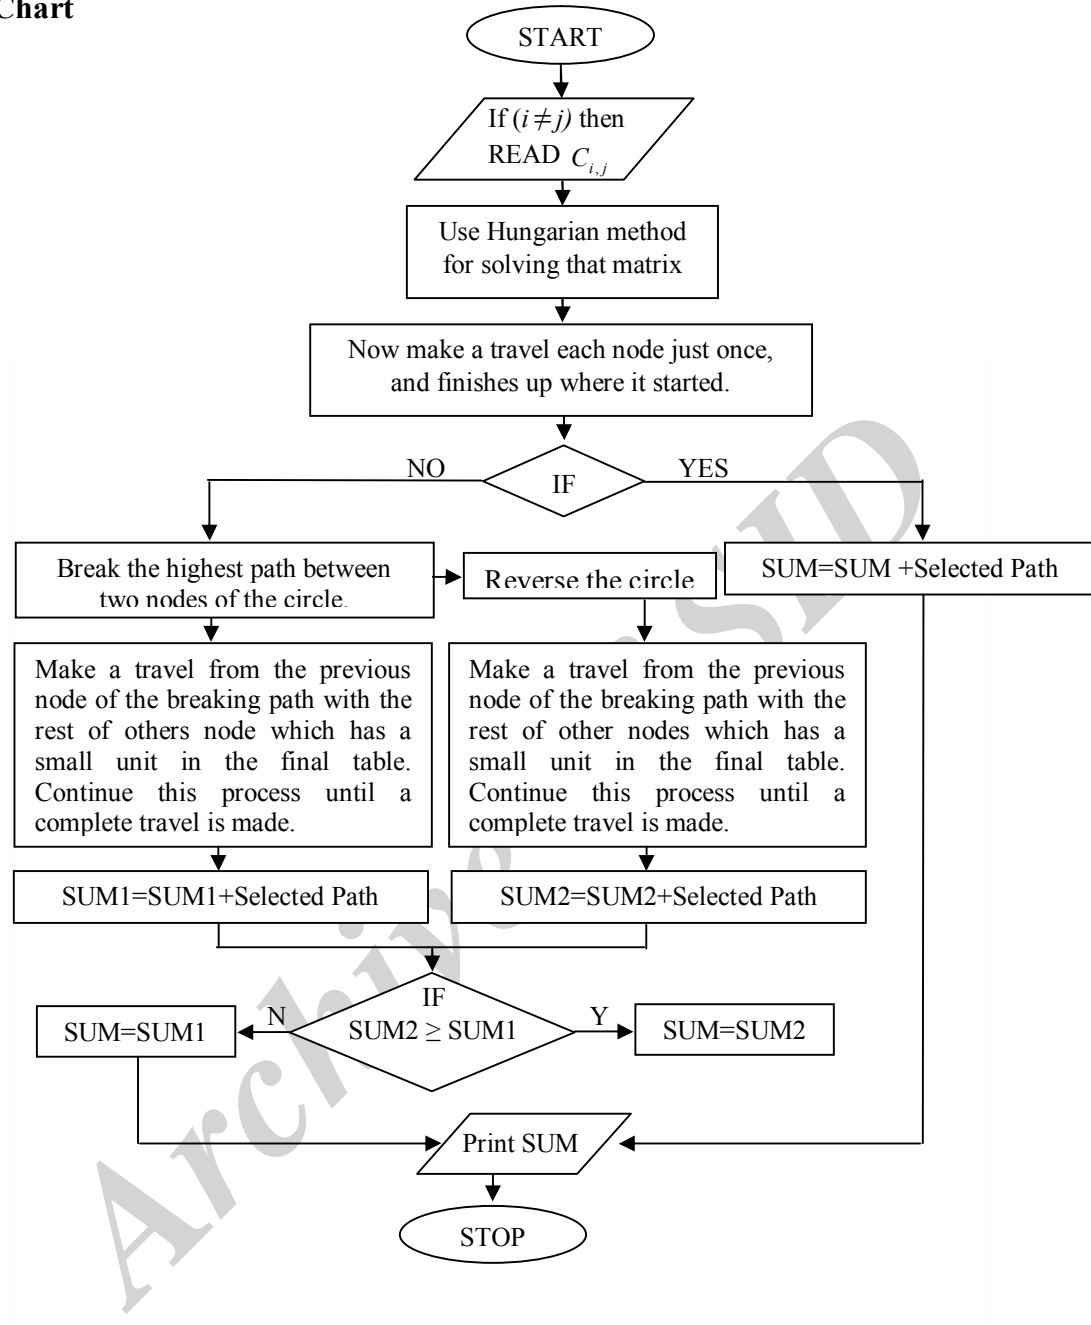 Chart
START
If (i≠j) then
READ C_{i,j}
Use Hungarian method
for solving that matrix
Now make a travel each node just once,
and finishes up where it started.
NO
IF
YES
Break the highest path between
two nodes of the circle.
Reverse the circle
SUM=SUM +Selected Path
Make a travel from the previous
node of the breaking path with the
rest of others node which has a
small unit in the final table.
Continue this process until a
complete travel is made.
Make a travel from the previous
node of the breaking path with the
rest of other nodes which has a
small unit in the final table.
Continue this process until a
complete travel is made.
SUM1=SUM1+Selected Path
SUM2=SUM2+Selected Path
IF
SUM2 ≥ SUM1
N
Y
SUM=SUM1
SUM=SUM2
Print SUM
STOP
Archive of SID